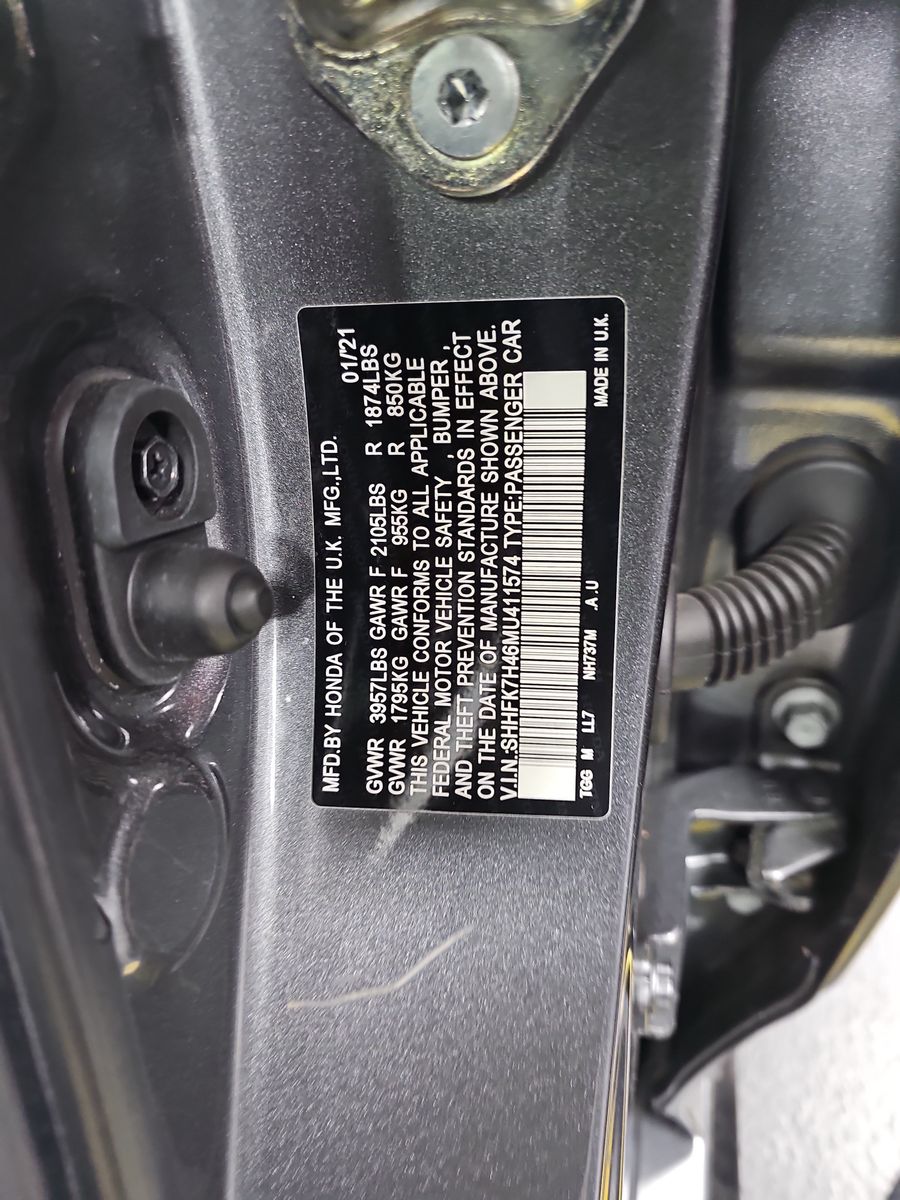 MFD.BY HONDA OF THE U.K. MFG.,LTD. 01/'21
GVWR 3957LBS GAWR F 2105LBS R 1874LBS
GVWR 1795KG GAWR F 955KG R 850KG
THIS VEHICLE CONFORMS TO ALL APPLICABLE
FEDERAL MOTOR VEHICLE SAFETY , BUMPER ,
AND THEFT PREVENTION STANDARDS IN EFFECT
ON THE DATE OF MANUFACTURE SHOWN ABOVE.
V.I.N.:SHHFK7H46MU411574 TYPE:PASSENGER CAR
TGG M LL7 NH737M .A.U MADE IN U.K.